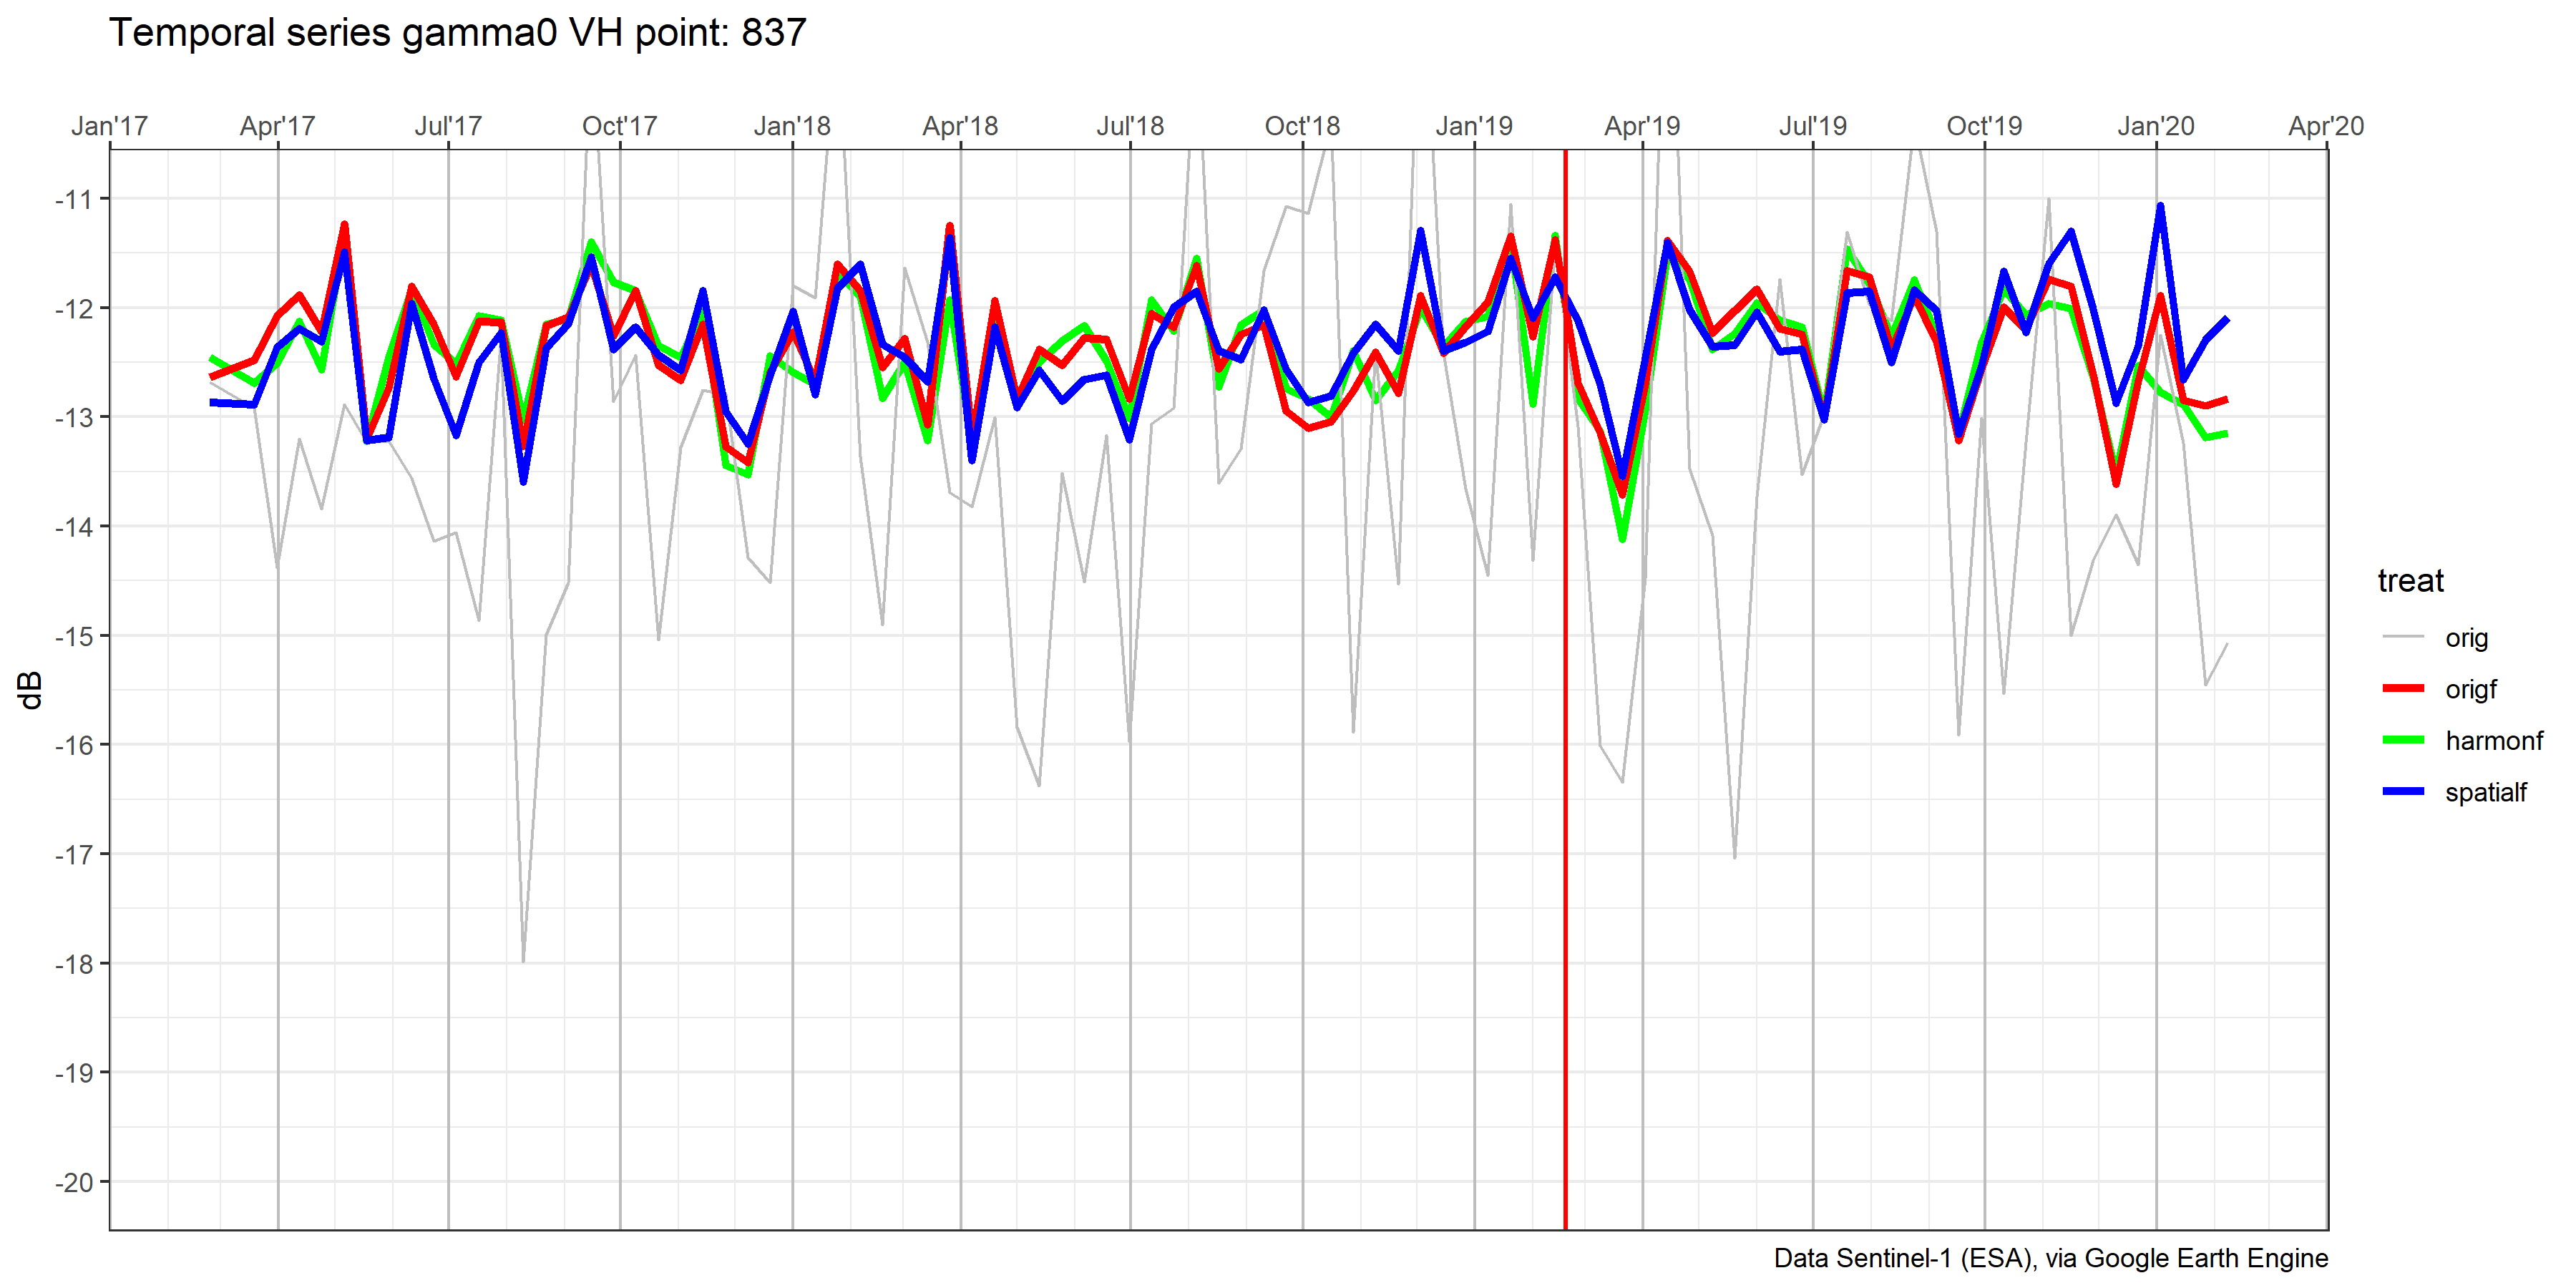 Temporal series gamma0 VH point: 837
Jan'17 Apr'17 Jul'17 Oct'17 Jan'18 Apr'18 Jul'18 Oct'18 Jan'19 Apr'19 Jul'19 Oct'19 Jan'20 Apr'20
-11
-12
-13
-14
-15
-16
-17
-18
-19
-20
dB
treat
orig
origf
harmonf
spatialf
Data Sentinel-1 (ESA), via Google Earth Engine